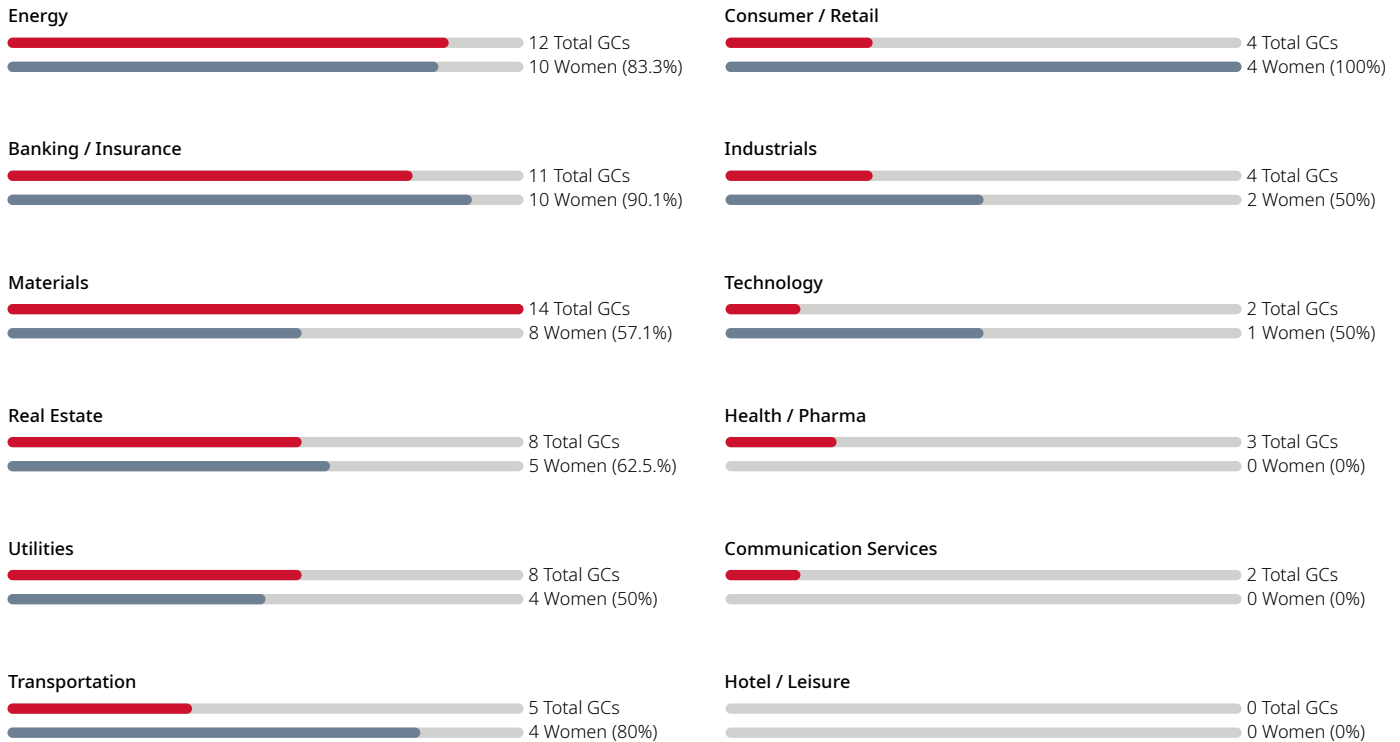 Energy
12 Total GCs
10 Women (83.3%)
Banking / Insurance
11 Total GCs
10 Women (90.1%)
Materials
14 Total GCs
8 Women (57.1%)
Real Estate
8 Total GCs
5 Women (62.5.%)
Utilities
8 Total GCs
4 Women (50%)
Transportation
5 Total GCs
4 Women (80%)
Consumer / Retail
4 Total GCs
4 Women (100%)
Industrials
4 Total GCs
2 Women (50%)
Technology
2 Total GCs
1 Women (50%)
Health / Pharma
3 Total GCs
0 Women (0%)
Communication Services
2 Total GCs
0 Women (0%)
Hotel / Leisure
0 Total GCs
0 Women (0%)